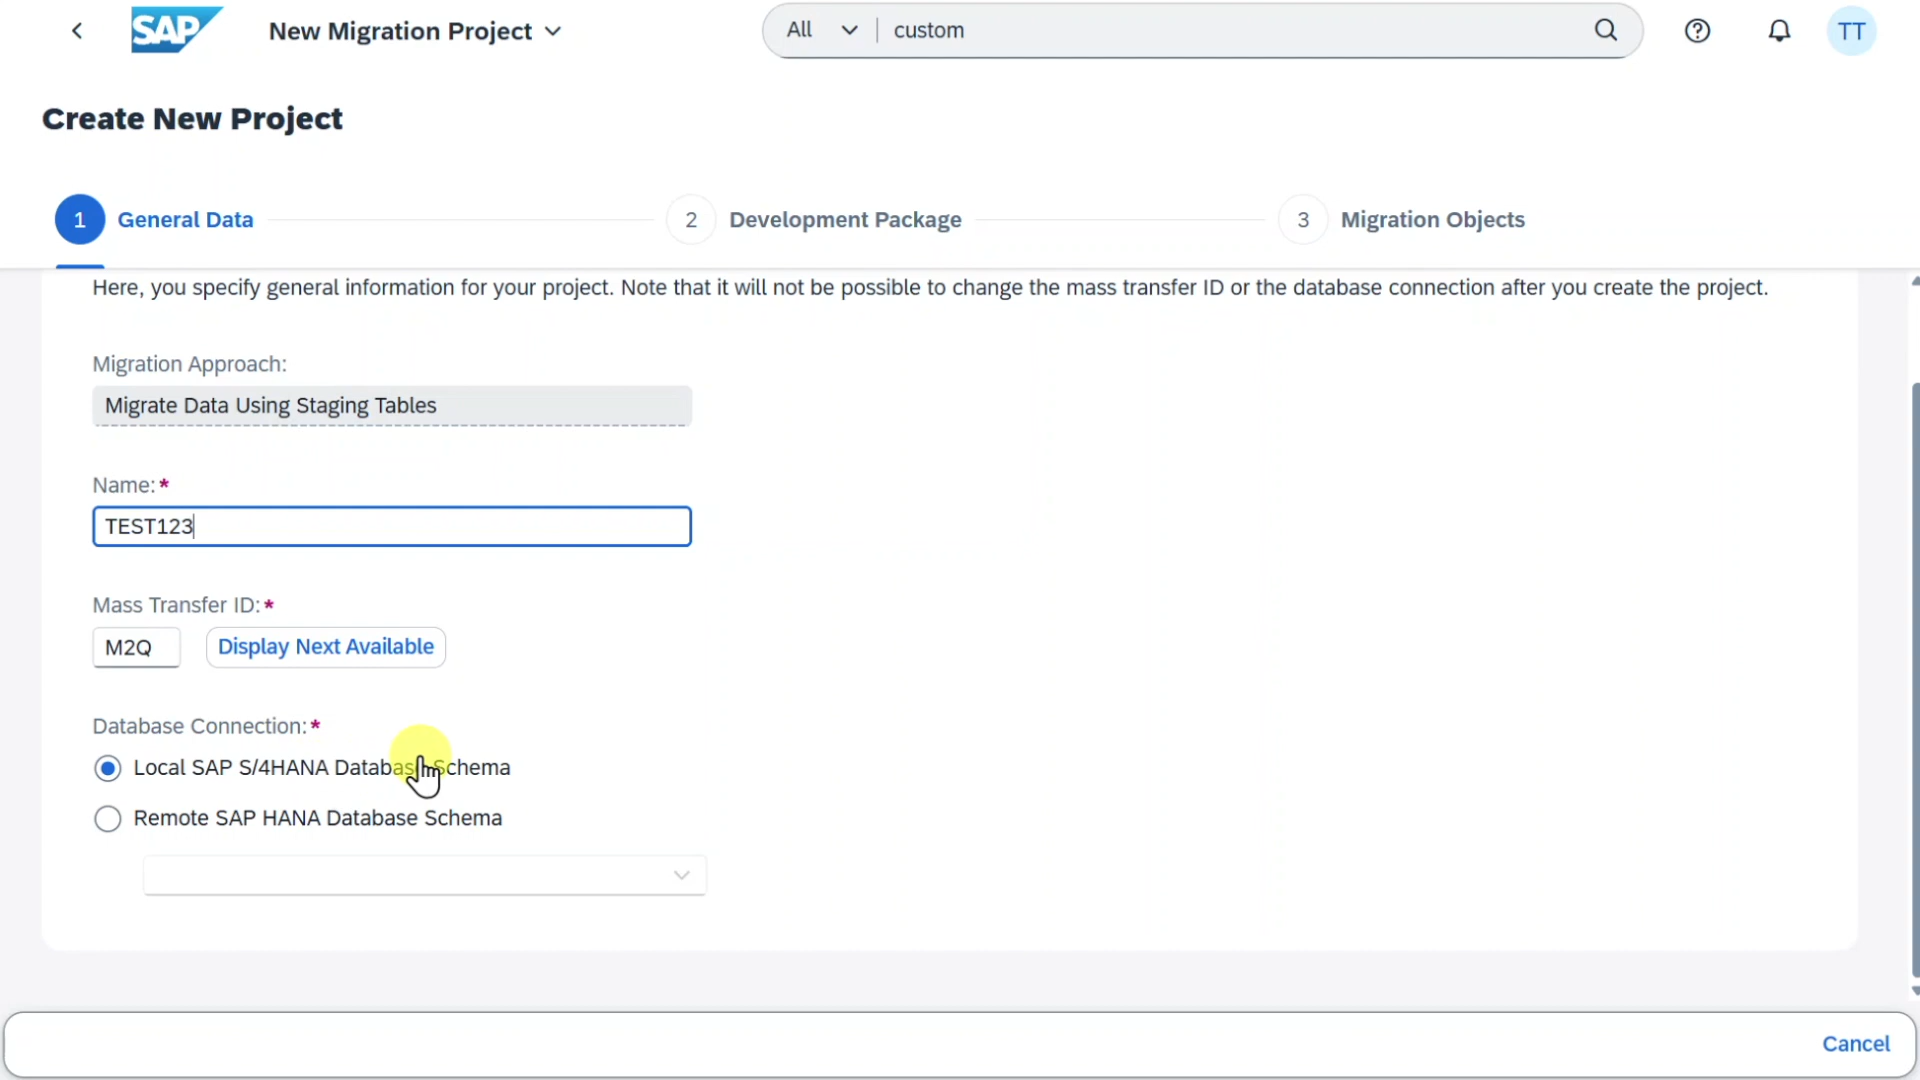 SAP
New Migration Project
All
custom
TT
Create New Project
1 General Data
2 Development Package
3 Migration Objects
Here, you specify general information for your project. Note that it will not be possible to change the mass transfer ID or the database connection after you create the project.
Migration Approach:
Migrate Data Using Staging Tables
Name:*
TEST123
Mass Transfer ID:*
M2Q
Display Next Available
Database Connection:*
Local SAP S/4HANA Database Schema
Remote SAP HANA Database Schema
Cancel